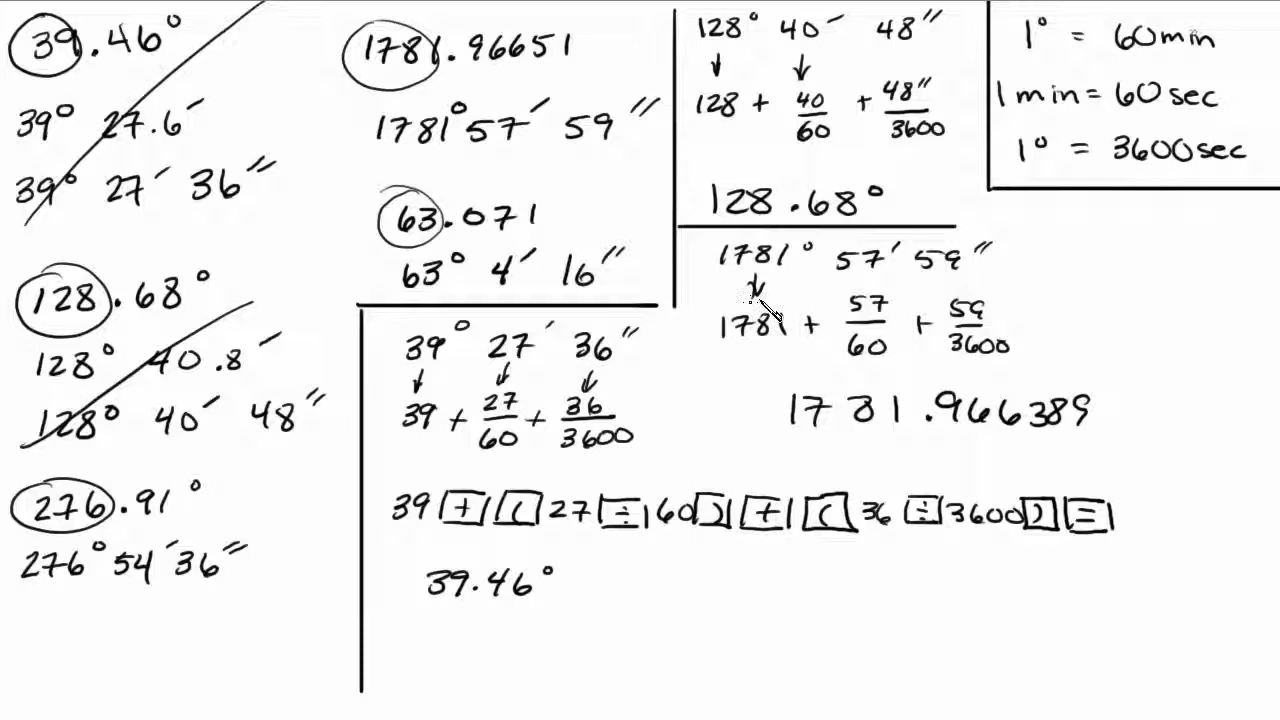 39.46°
39° 27.6′
39° 27′ 36″
128.68°
128° 40.8′
128° 40′ 48″
276.91°
276° 54′ 36″
1781.96651
1781° 57′ 59″
63.071
63° 4′ 16″
39° 27′ 36″
39 + 27/60 + 36/3600
39 + ( 27 ÷ 60 ) + ( 36 ÷ 3600 ) =
39.46°
128° 40′ 48″
128 + 40/60 + 48″/3600
128.68°
1781° 57′ 59″
1781 + 57/60 + 59/3600
1781.966389
1° = 60min
1min = 60sec
1° = 3600sec